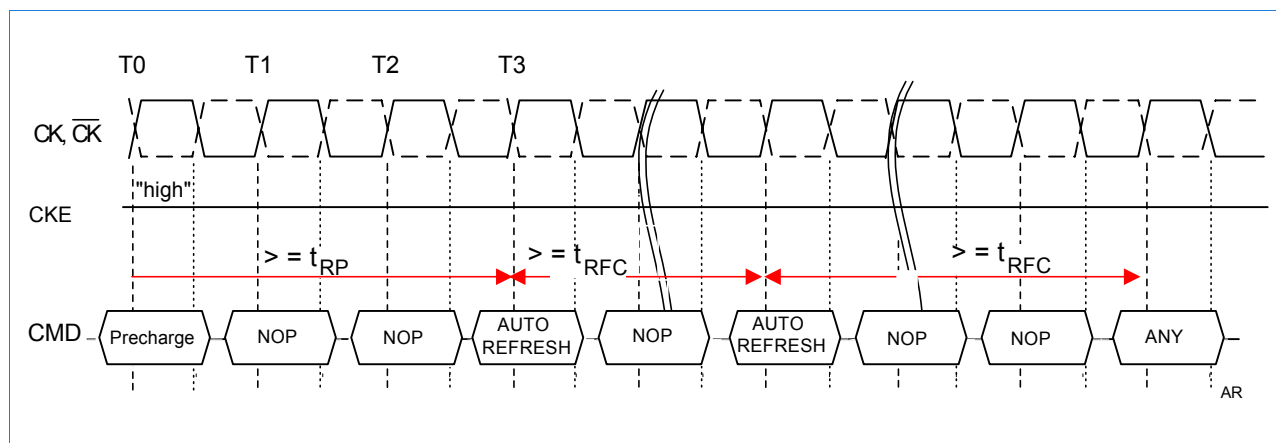 T0 T1 T2 T3
CK, CK
"high"
CKE
> = tRP
> = tRFC
> = tRFC
CMD
Precharge
NOP
NOP
AUTO
REFRESH
NOP
AUTO
REFRESH
NOP
NOP
ANY
AR